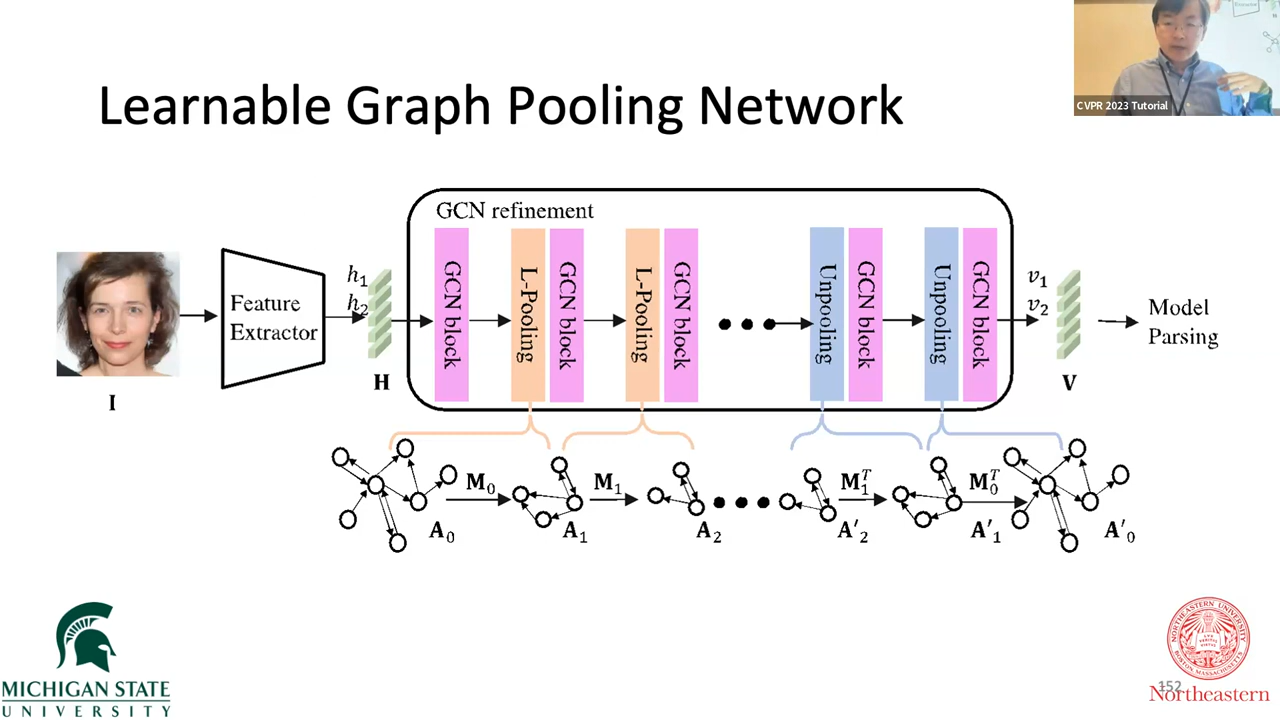 CVPR 2023 Tutorial
Learnable Graph Pooling Network
GCN refinement
I
Feature
Extractor
h₁
h₂
H
GCN block
L-Pooling
GCN block
L-Pooling
GCN block
Unpooling
GCN block
Unpooling
GCN block
v₁
v₂
V
Model
Parsing
M₀
M₁
M₁ᵀ
M₀ᵀ
A₀
A₁
A₂
A'₂
A'₁
A'₀
MICHIGAN STATE
UNIVERSITY
NORTHEASTERN UNIVERSITY
152
Northeastern